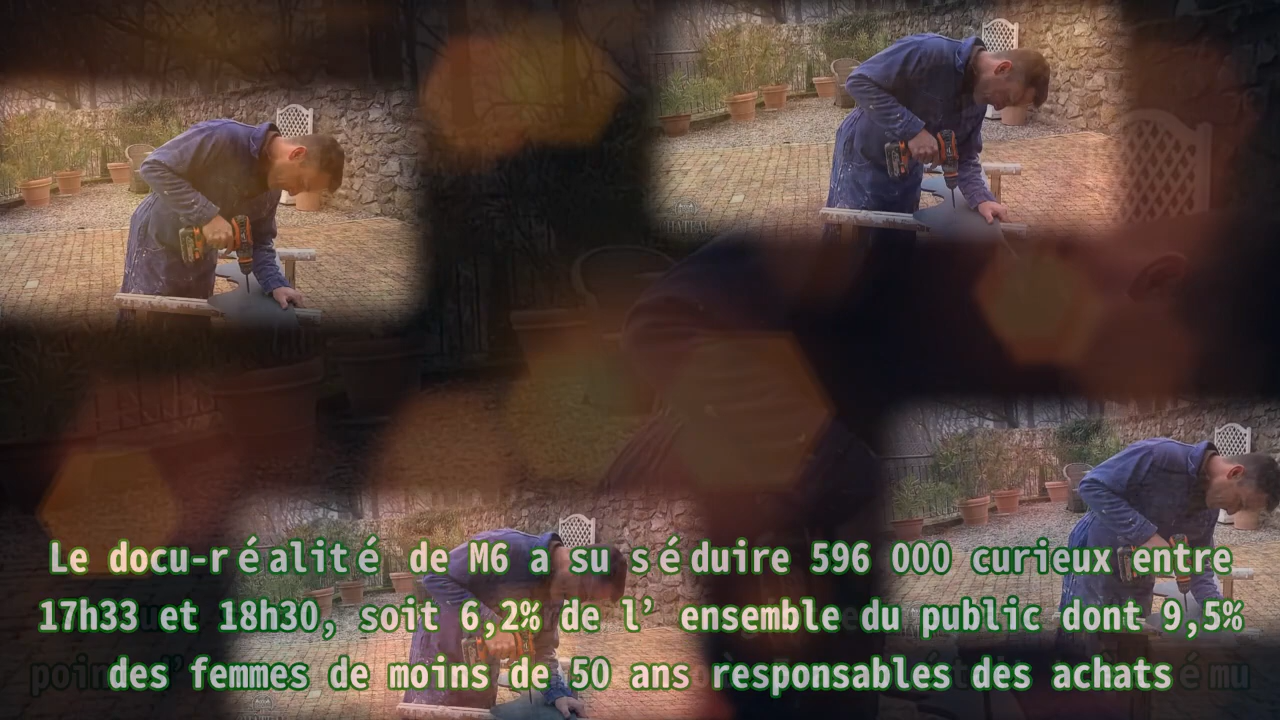 Le docu-réalité de M6 a su séduire 596 000 curieux entre
17h33 et 18h30, soit 6,2% de l’ ensemble du public dont 9,5%
des femmes de moins de 50 ans responsables des achats